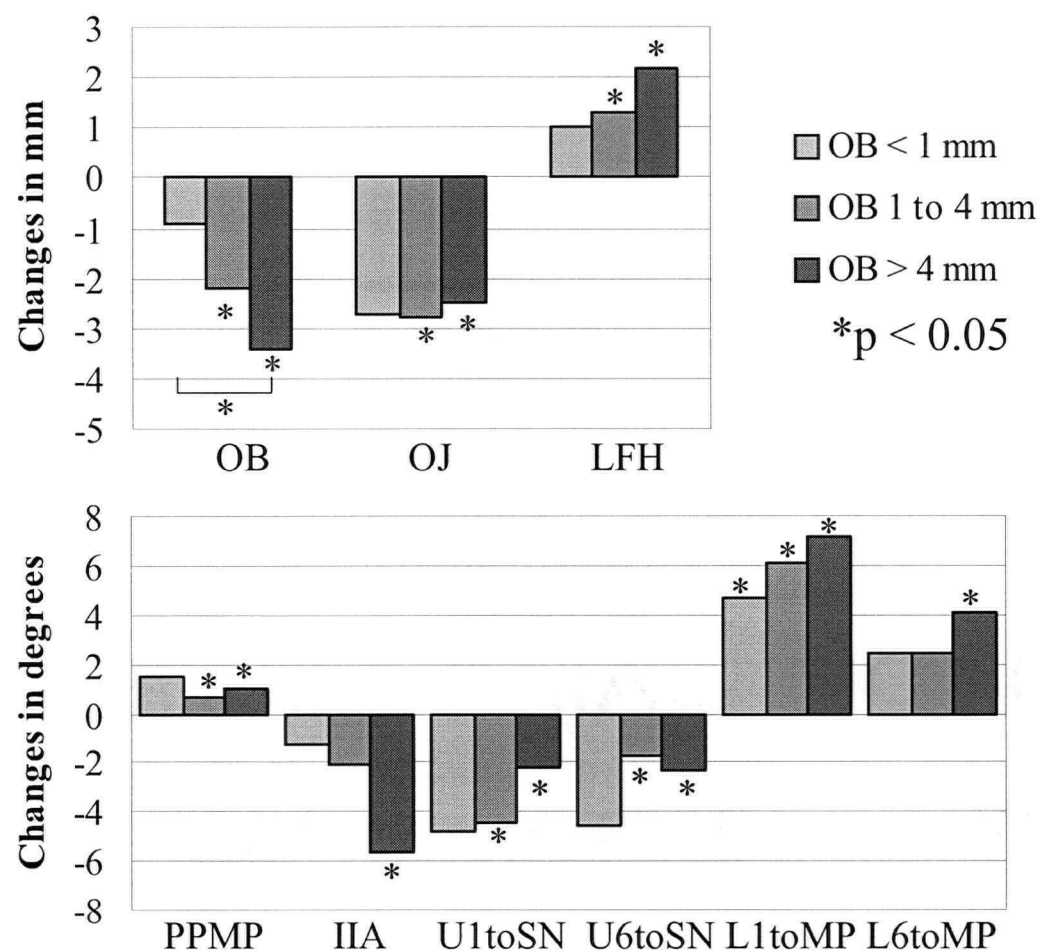 Changes in mm
3
2
1
0
-1
-2
-3
-4
-5
* * * * * * *
OB OJ LFH
OB < 1 mm
OB 1 to 4 mm
OB > 4 mm
*p < 0.05
Changes in degrees
8
6
4
2
0
-2
-4
-6
-8
* * * * * * * * * * *
PPMP IIA U1toSN U6toSN L1toMP L6toMP